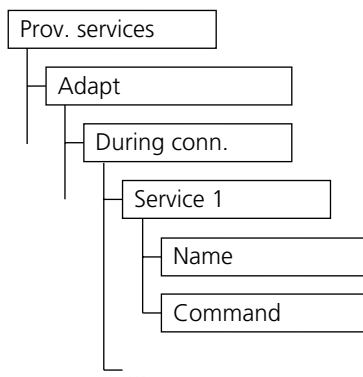 Prov. services
Adapt
During conn.
Service 1
Name
Command